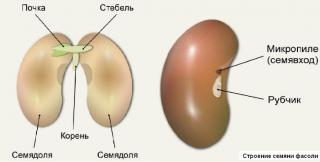 Почка Стебель
Корень
Семядоля Семядоля
Микропиле
(семявход)
Рубчик
Строение семени фасоли